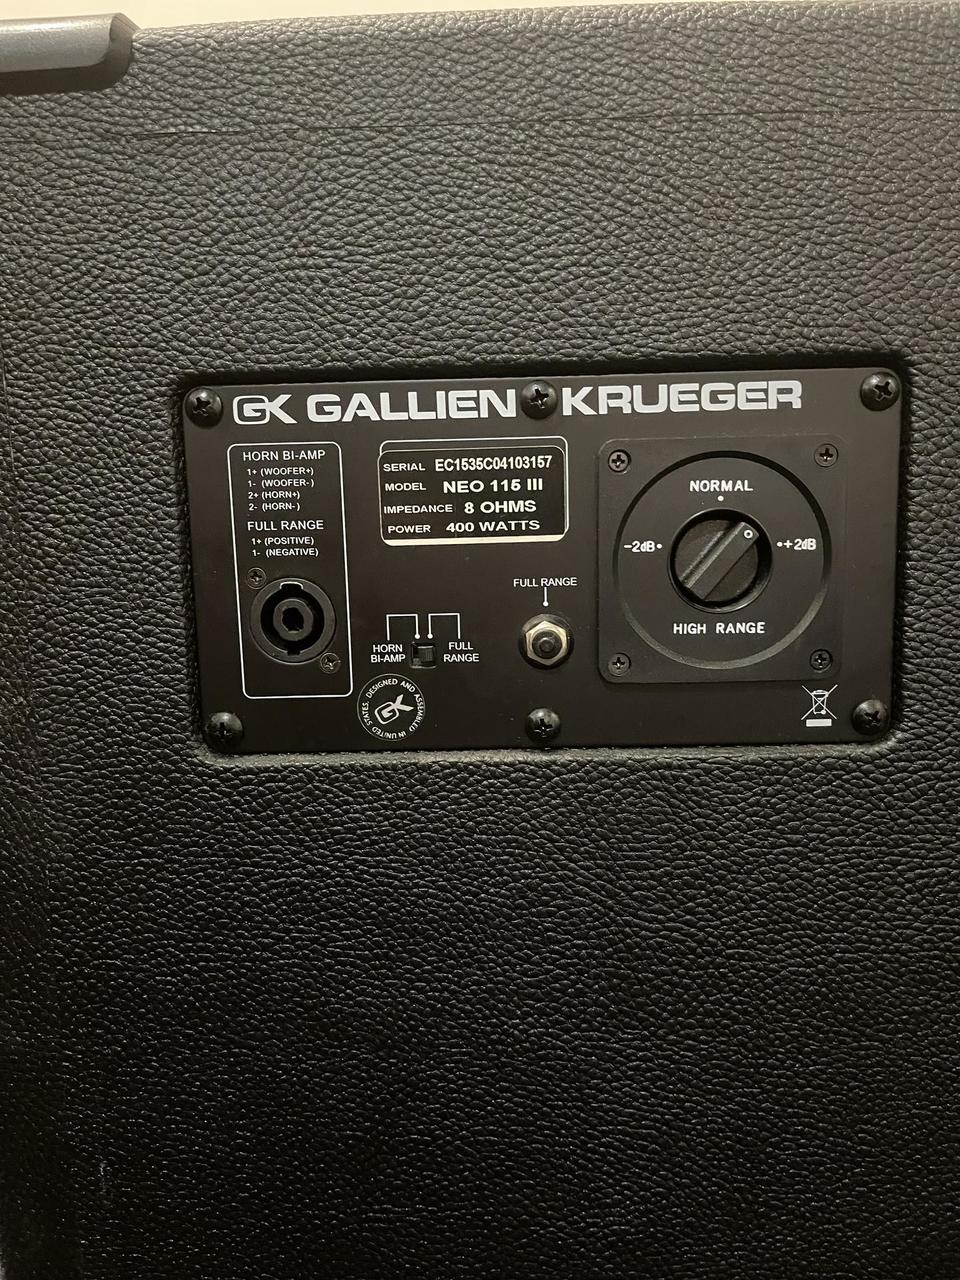 GK GALLIEN KRUEGER
HORN BI-AMP
1+ (WOOFER+)
1- (WOOFER-)
2+ (HORN+)
2- (HORN-)
FULL RANGE
1+ (POSITIVE)
1- (NEGATIVE)
SERIAL EC1535C04103157
MODEL NEO 115 III
IMPEDANCE 8 OHMS
POWER 400 WATTS
NORMAL
-2dB
+2dB
HIGH RANGE
FULL RANGE
HORN
BI-AMP
FULL
RANGE
DESIGNED AND ASSEMBLED IN UNITED STATES.
GK